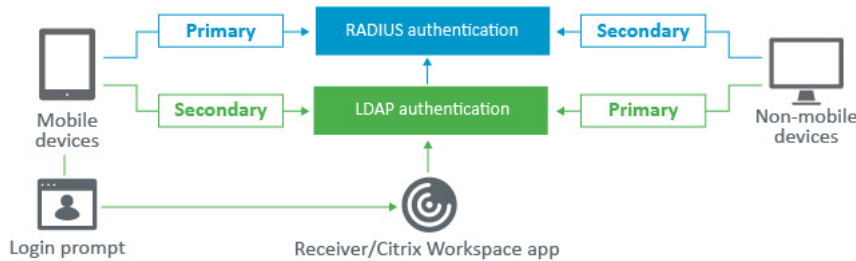 Primary
RADIUS authentication
Secondary
Secondary
LDAP authentication
Primary
Mobile
devices
Non-mobile
devices
Login prompt
Receiver/Citrix Workspace app